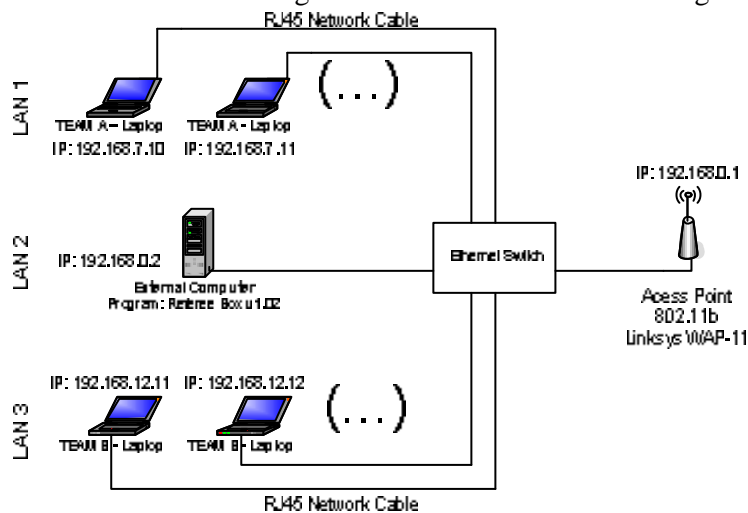 RJ45 Network Cable
LAN 1
(...)
TEAM A - Laptop TEAM A - Laptop
IP: 192.168.7.10 IP: 192.168.7.11
IP: 192.168.0.1
LAN 2
IP: 192.168.0.2
Ethernet Switch
External Computer
Program: Referee Box
Acess Point
802.11b
Linksys WAP-11
IP: 192.168.12.11 IP: 192.168.12.12
LAN 3
(...)
TEAM B - Laptop TEAM B - Laptop
RJ45 Network Cable